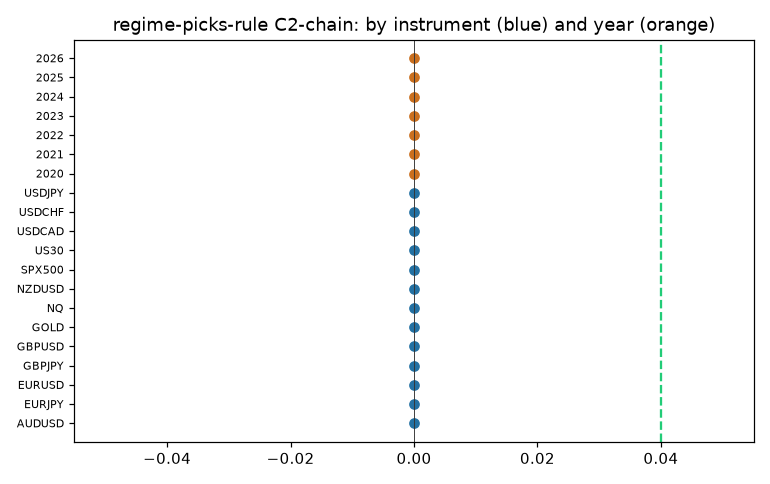 regime-picks-rule C2-chain: by instrument (blue) and year (orange)
2026
2025
2024
2023
2022
2021
2020
USDJPY
USDCHF
USDCAD
US30
SPX500
NZDUSD
NQ
GOLD
GBPUSD
GBPJPY
EURUSD
EURJPY
AUDUSD
−0.04 −0.02 0.00 0.02 0.04